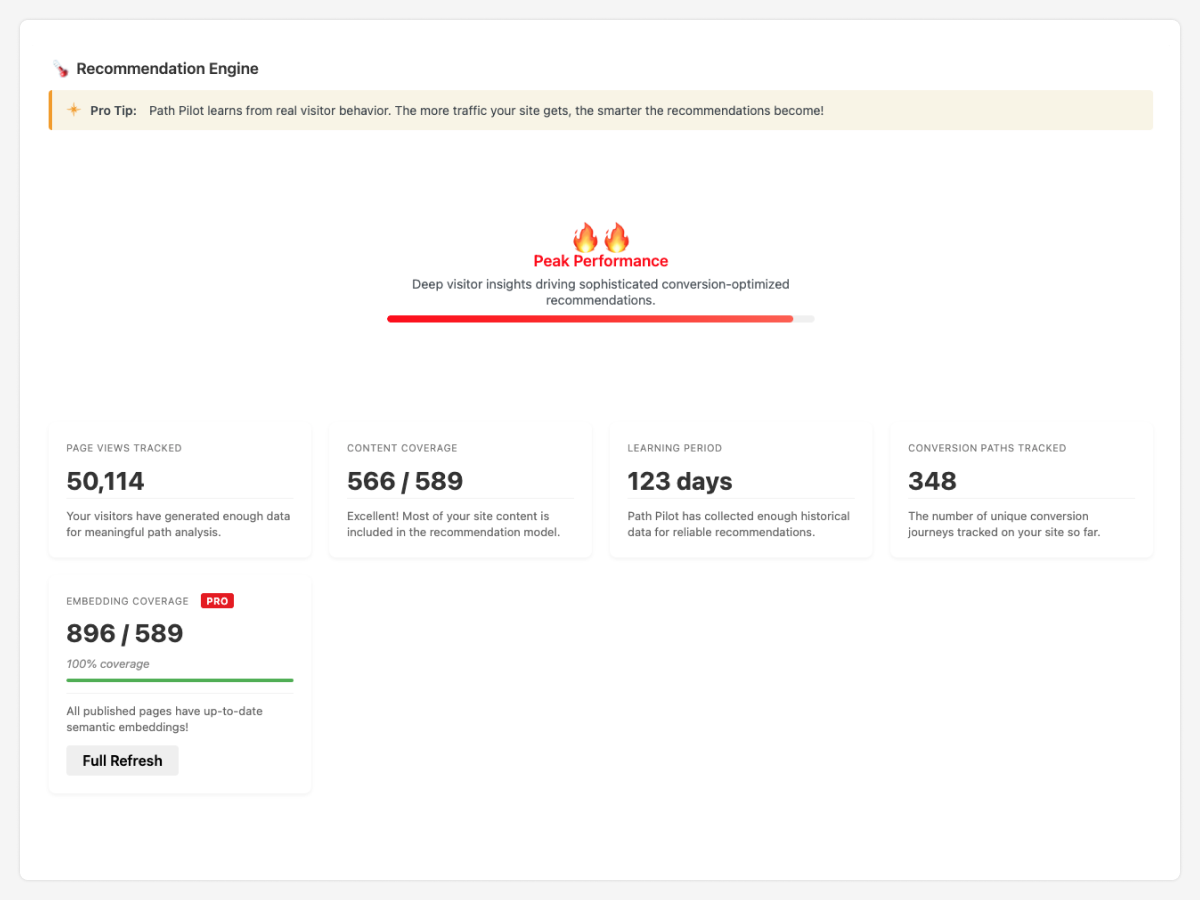 Recommendation Engine
Pro Tip: Path Pilot learns from real visitor behavior. The more traffic your site gets, the smarter the recommendations become!
Peak Performance
Deep visitor insights driving sophisticated conversion-optimized
recommendations.
PAGE VIEWS TRACKED
50,114
Your visitors have generated enough data
for meaningful path analysis.
CONTENT COVERAGE
566 / 589
Excellent! Most of your site content is
included in the recommendation model.
LEARNING PERIOD
123 days
Path Pilot has collected enough historical
data for reliable recommendations.
CONVERSION PATHS TRACKED
348
The number of unique conversion
journeys tracked on your site so far.
EMBEDDING COVERAGE PRO
896 / 589
100% coverage
All published pages have up-to-date
semantic embeddings!
Full Refresh